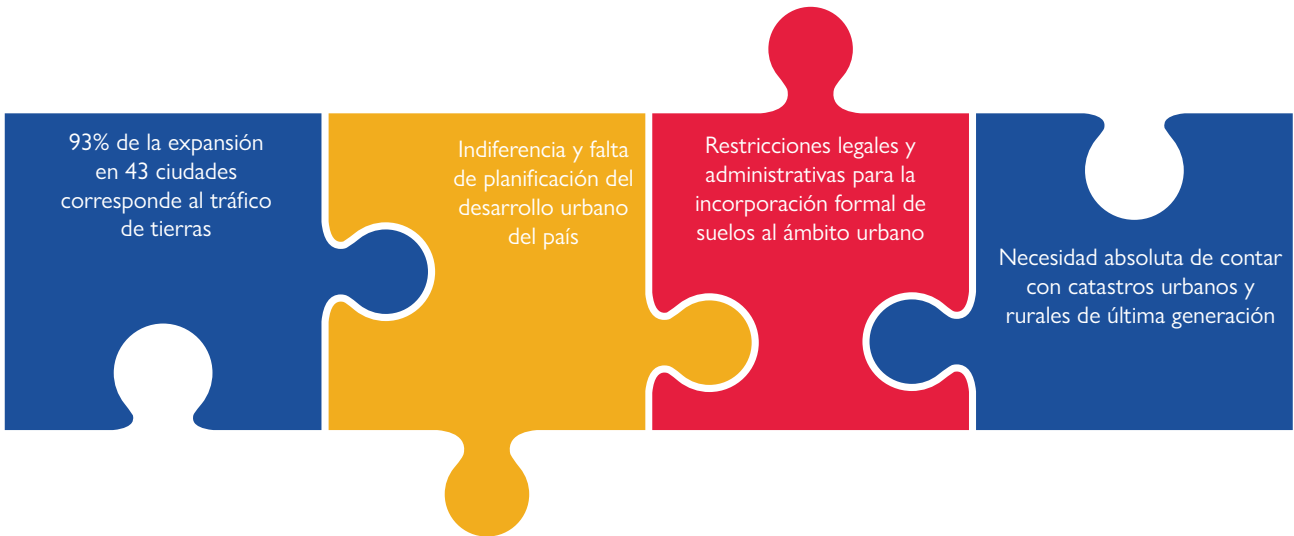 93% de la expansión
en 43 ciudades
corresponde al tráfico
de tierras
Indiferencia y falta
de planificación del
desarrollo urbano
del país
Restricciones legales y
administrativas para la
incorporación formal de
suelos al ámbito urbano
Necesidad absoluta de contar
con catastros urbanos y
rurales de última generación